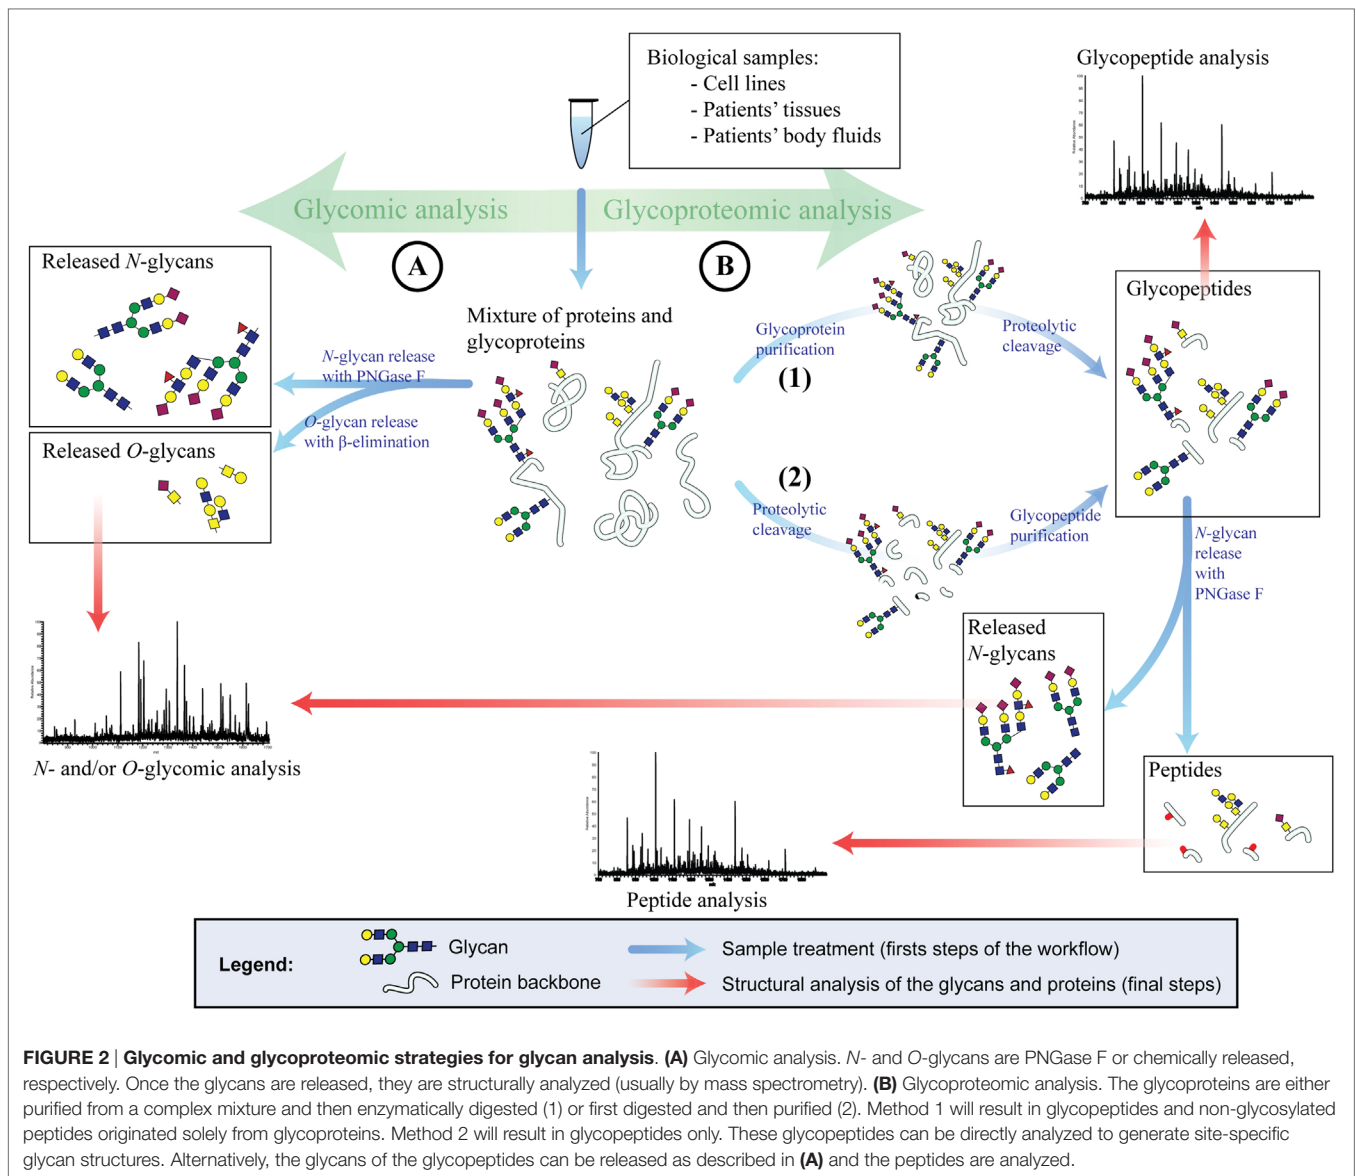 Biological samples:
- Cell lines
- Patients' tissues
- Patients' body fluids
Glycopeptide analysis
Glycomic analysis
Glycoproteomic analysis
A
B
Released N-glycans
Mixture of proteins and
glycoproteins
N-glycan release
with PNGase F
O-glycan release
with β-elimination
Released O-glycans
Glycoprotein
purification
(1)
Proteolytic
cleavage
Glycopeptides
(2)
Proteolytic
cleavage
Glycopeptide
purification
N-glycan
release
with
PNGase F
Released
N-glycans
N- and/or O-glycomic analysis
Peptides
Peptide analysis
Legend:
Glycan
Protein backbone
Sample treatment (firsts steps of the workflow)
Structural analysis of the glycans and proteins (final steps)
FIGURE 2 | Glycomic and glycoproteomic strategies for glycan analysis. (A) Glycomic analysis. N- and O-glycans are PNGase F or chemically released,
respectively. Once the glycans are released, they are structurally analyzed (usually by mass spectrometry). (B) Glycoproteomic analysis. The glycoproteins are either
purified from a complex mixture and then enzymatically digested (1) or first digested and then purified (2). Method 1 will result in glycopeptides and non-glycosylated
peptides originated solely from glycoproteins. Method 2 will result in glycopeptides only. These glycopeptides can be directly analyzed to generate site-specific
glycan structures. Alternatively, the glycans of the glycopeptides can be released as described in (A) and the peptides are analyzed.